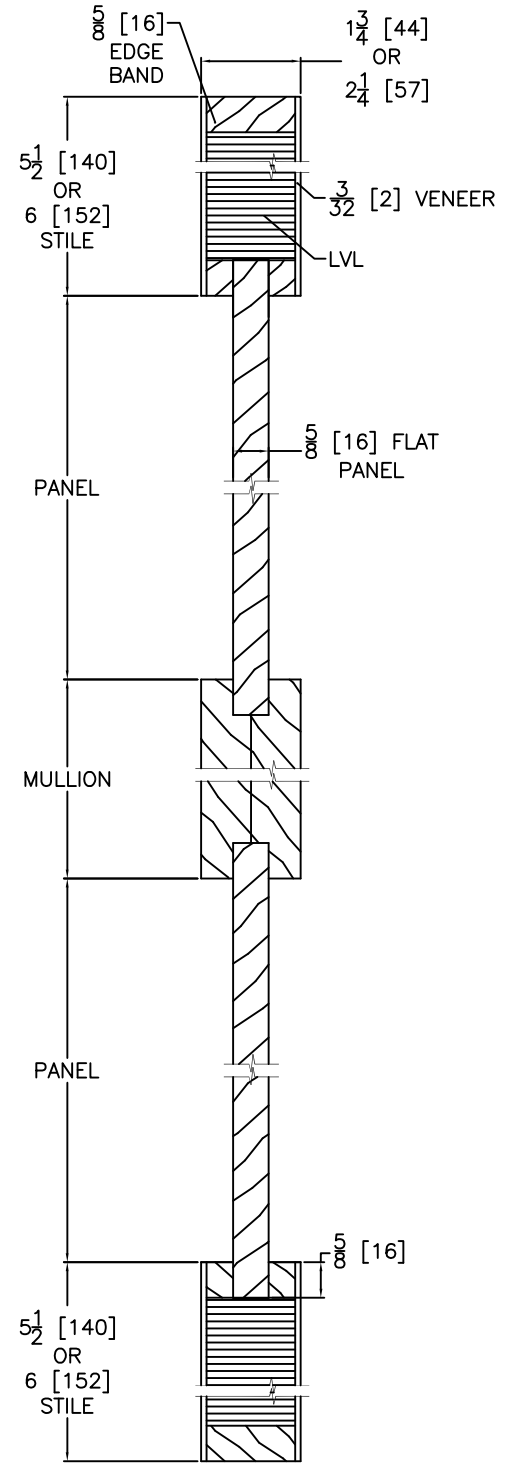 5/8 [16]
EDGE
BAND
1 3/4 [44]
OR
2 1/4 [57]
5 1/2 [140]
OR
6 [152]
STILE
3/32 [2] VENEER
LVL
5/8 [16] FLAT
PANEL
PANEL
MULLION
PANEL
5/8 [16]
5 1/2 [140]
OR
6 [152]
STILE